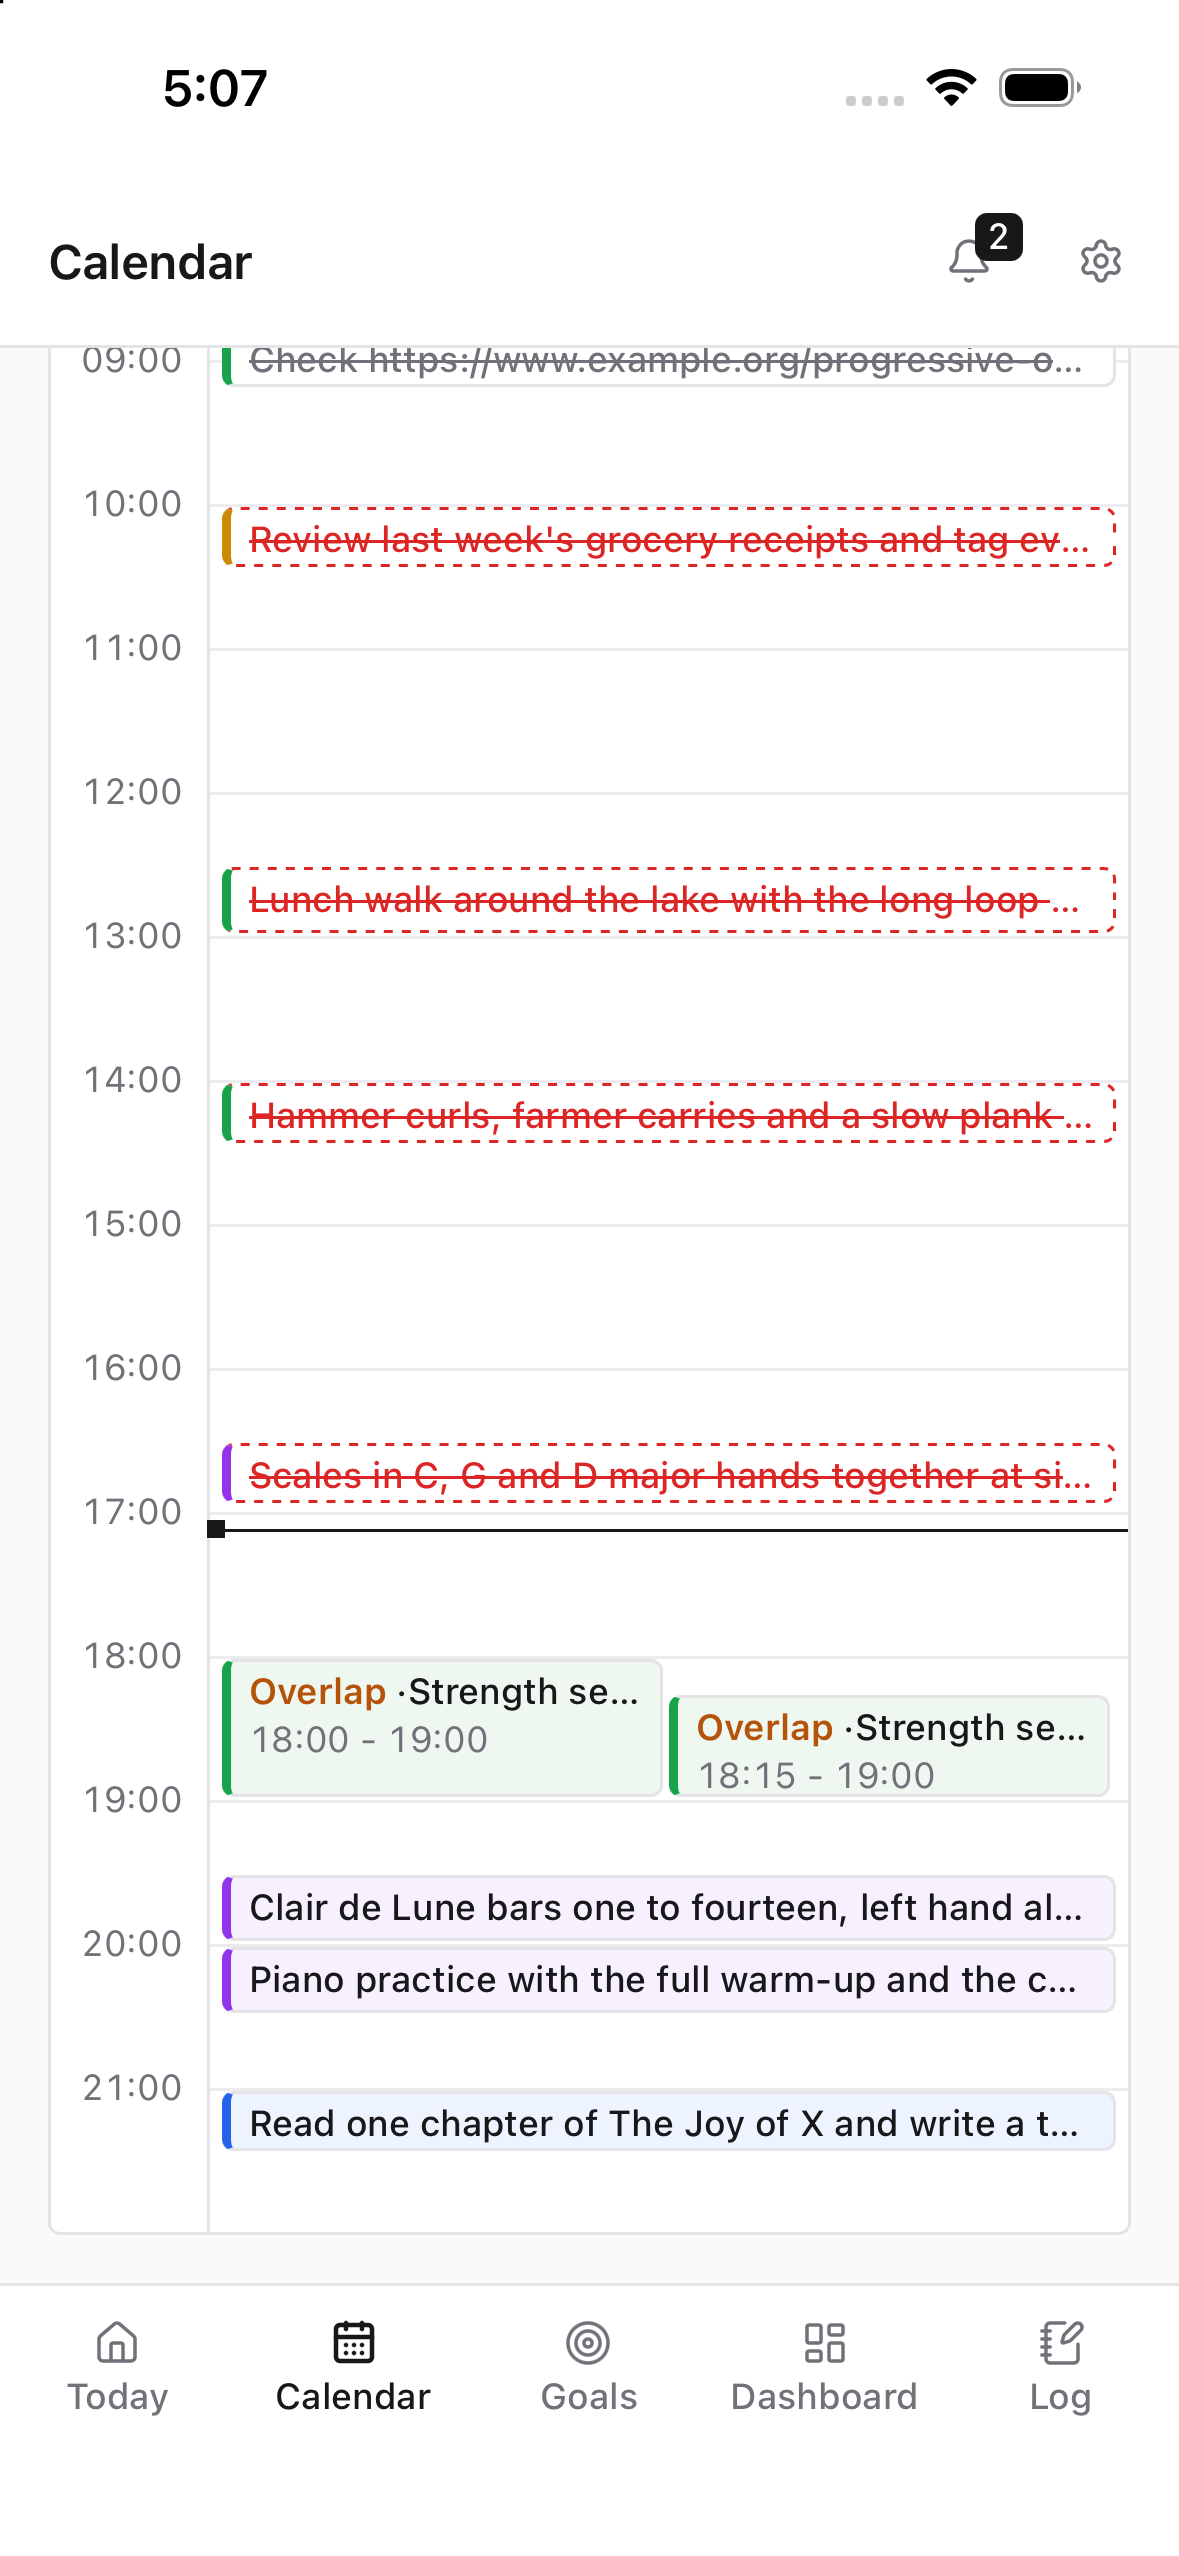 5:07
Calendar
2
09:00
Check https://www.example.org/progressive-o...
10:00
Review last week's grocery receipts and tag ev...
11:00
12:00
Lunch walk around the lake with the long loop ...
13:00
14:00
Hammer curls, farmer carries and a slow plank ...
15:00
16:00
Scales in C, G and D major hands together at si...
17:00
18:00
Overlap ·Strength se...
18:00 - 19:00
Overlap ·Strength se...
18:15 - 19:00
19:00
Clair de Lune bars one to fourteen, left hand al...
20:00
Piano practice with the full warm-up and the c...
21:00
Read one chapter of The Joy of X and write a t...
Today
Calendar
Goals
Dashboard
Log